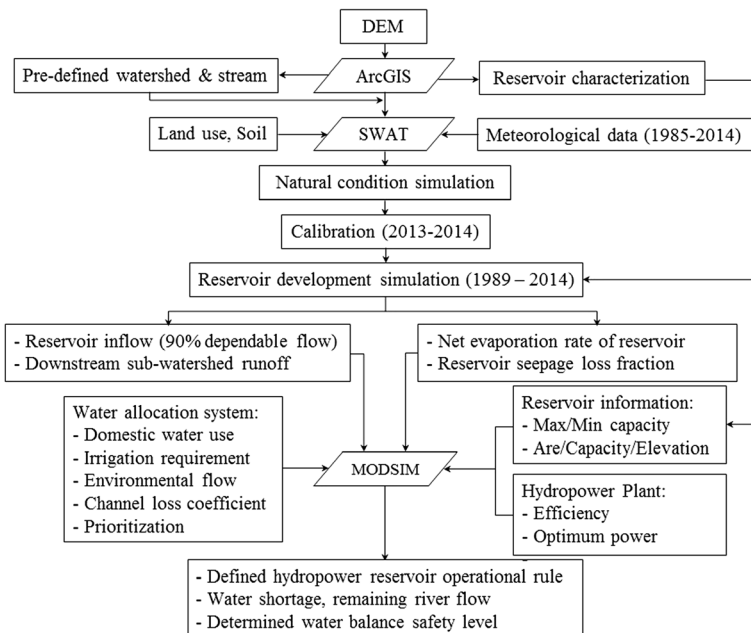 DEM
Pre-defined watershed & stream
ArcGIS
Reservoir characterization
Land use, Soil
SWAT
Meteorological data (1985-2014)
Natural condition simulation
Calibration (2013-2014)
Reservoir development simulation (1989 – 2014)
- Reservoir inflow (90% dependable flow)
- Downstream sub-watershed runoff
- Net evaporation rate of reservoir
- Reservoir seepage loss fraction
Water allocation system:
- Domestic water use
- Irrigation requirement
- Environmental flow
- Channel loss coefficient
- Prioritization
MODSIM
Reservoir information:
- Max/Min capacity
- Are/Capacity/Elevation
Hydropower Plant:
- Efficiency
- Optimum power
- Defined hydropower reservoir operational rule
- Water shortage, remaining river flow
- Determined water balance safety level